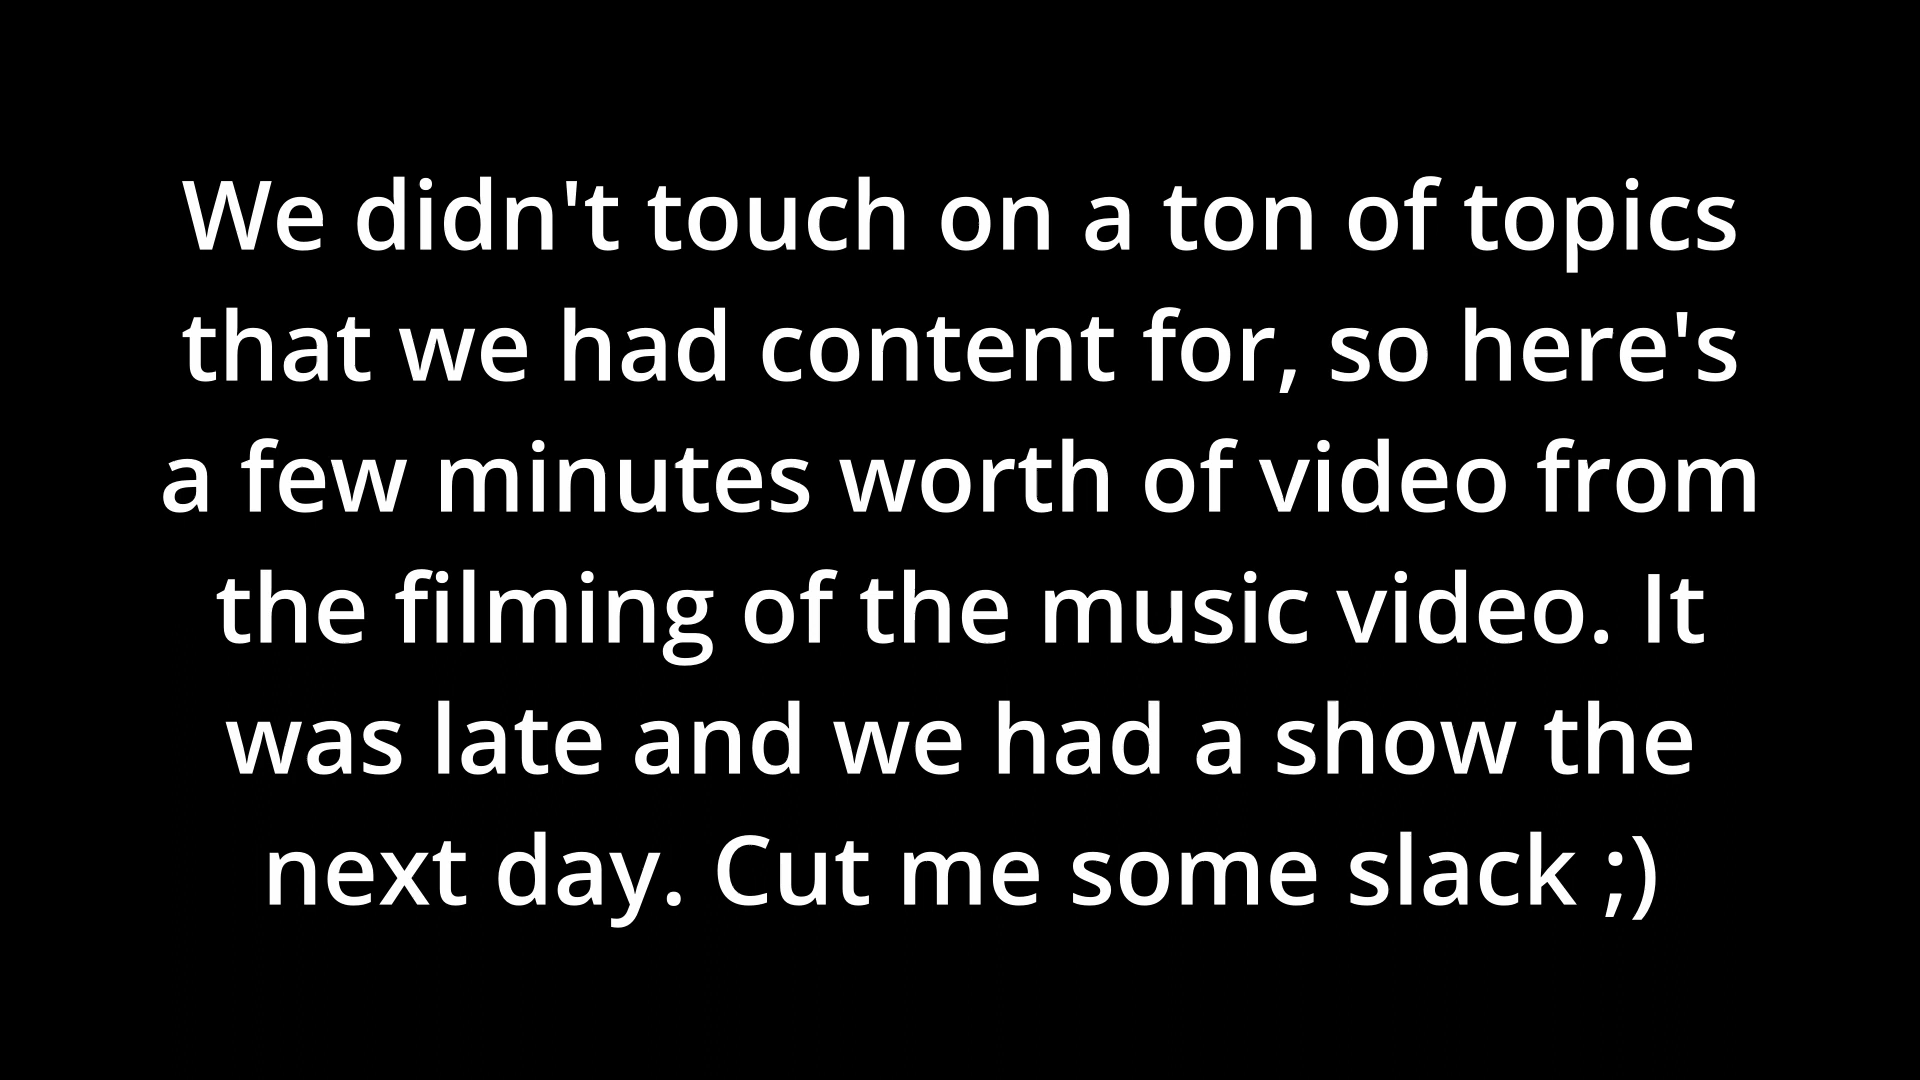 We didn't touch on a ton of topics
that we had content for, so here's
a few minutes worth of video from
the filming of the music video. It
was late and we had a show the
next day. Cut me some slack ;)